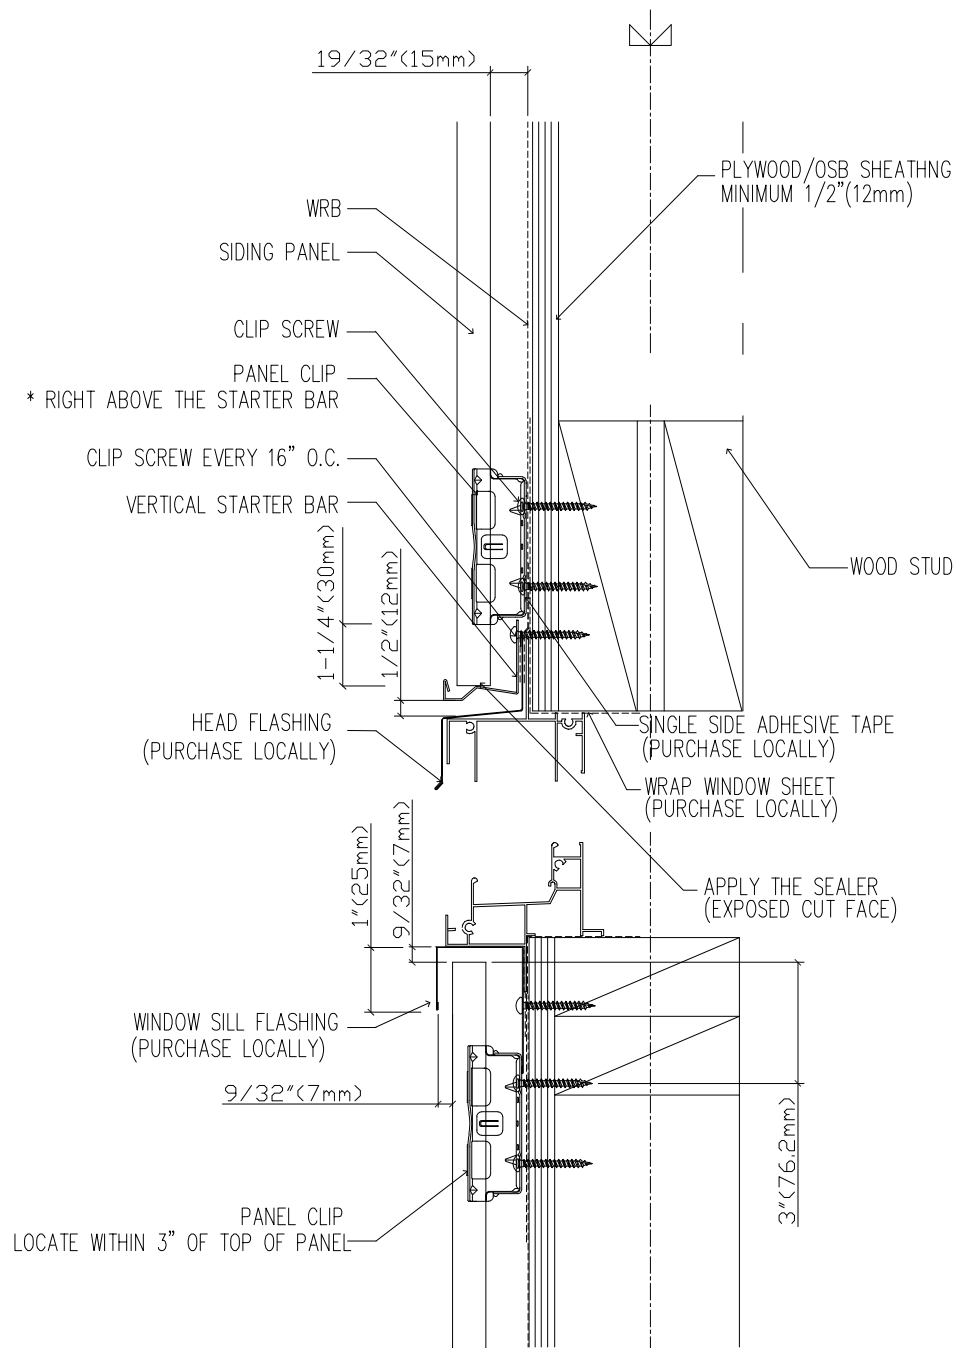 19/32"(15mm)
PLYWOOD/OSB SHEATHNG
MINIMUM 1/2"(12mm)
WRB
SIDING PANEL
CLIP SCREW
PANEL CLIP
* RIGHT ABOVE THE STARTER BAR
CLIP SCREW EVERY 16" O.C.
VERTICAL STARTER BAR
WOOD STUD
1-1/4"(30mm)
1/2"(12mm)
HEAD FLASHING
(PURCHASE LOCALLY)
SINGLE SIDE ADHESIVE TAPE
(PURCHASE LOCALLY)
WRAP WINDOW SHEET
(PURCHASE LOCALLY)
1"(25mm)
9/32"(7mm)
APPLY THE SEALER
(EXPOSED CUT FACE)
WINDOW SILL FLASHING
(PURCHASE LOCALLY)
9/32"(7mm)
3"(76.2mm)
PANEL CLIP
LOCATE WITHIN 3" OF TOP OF PANEL